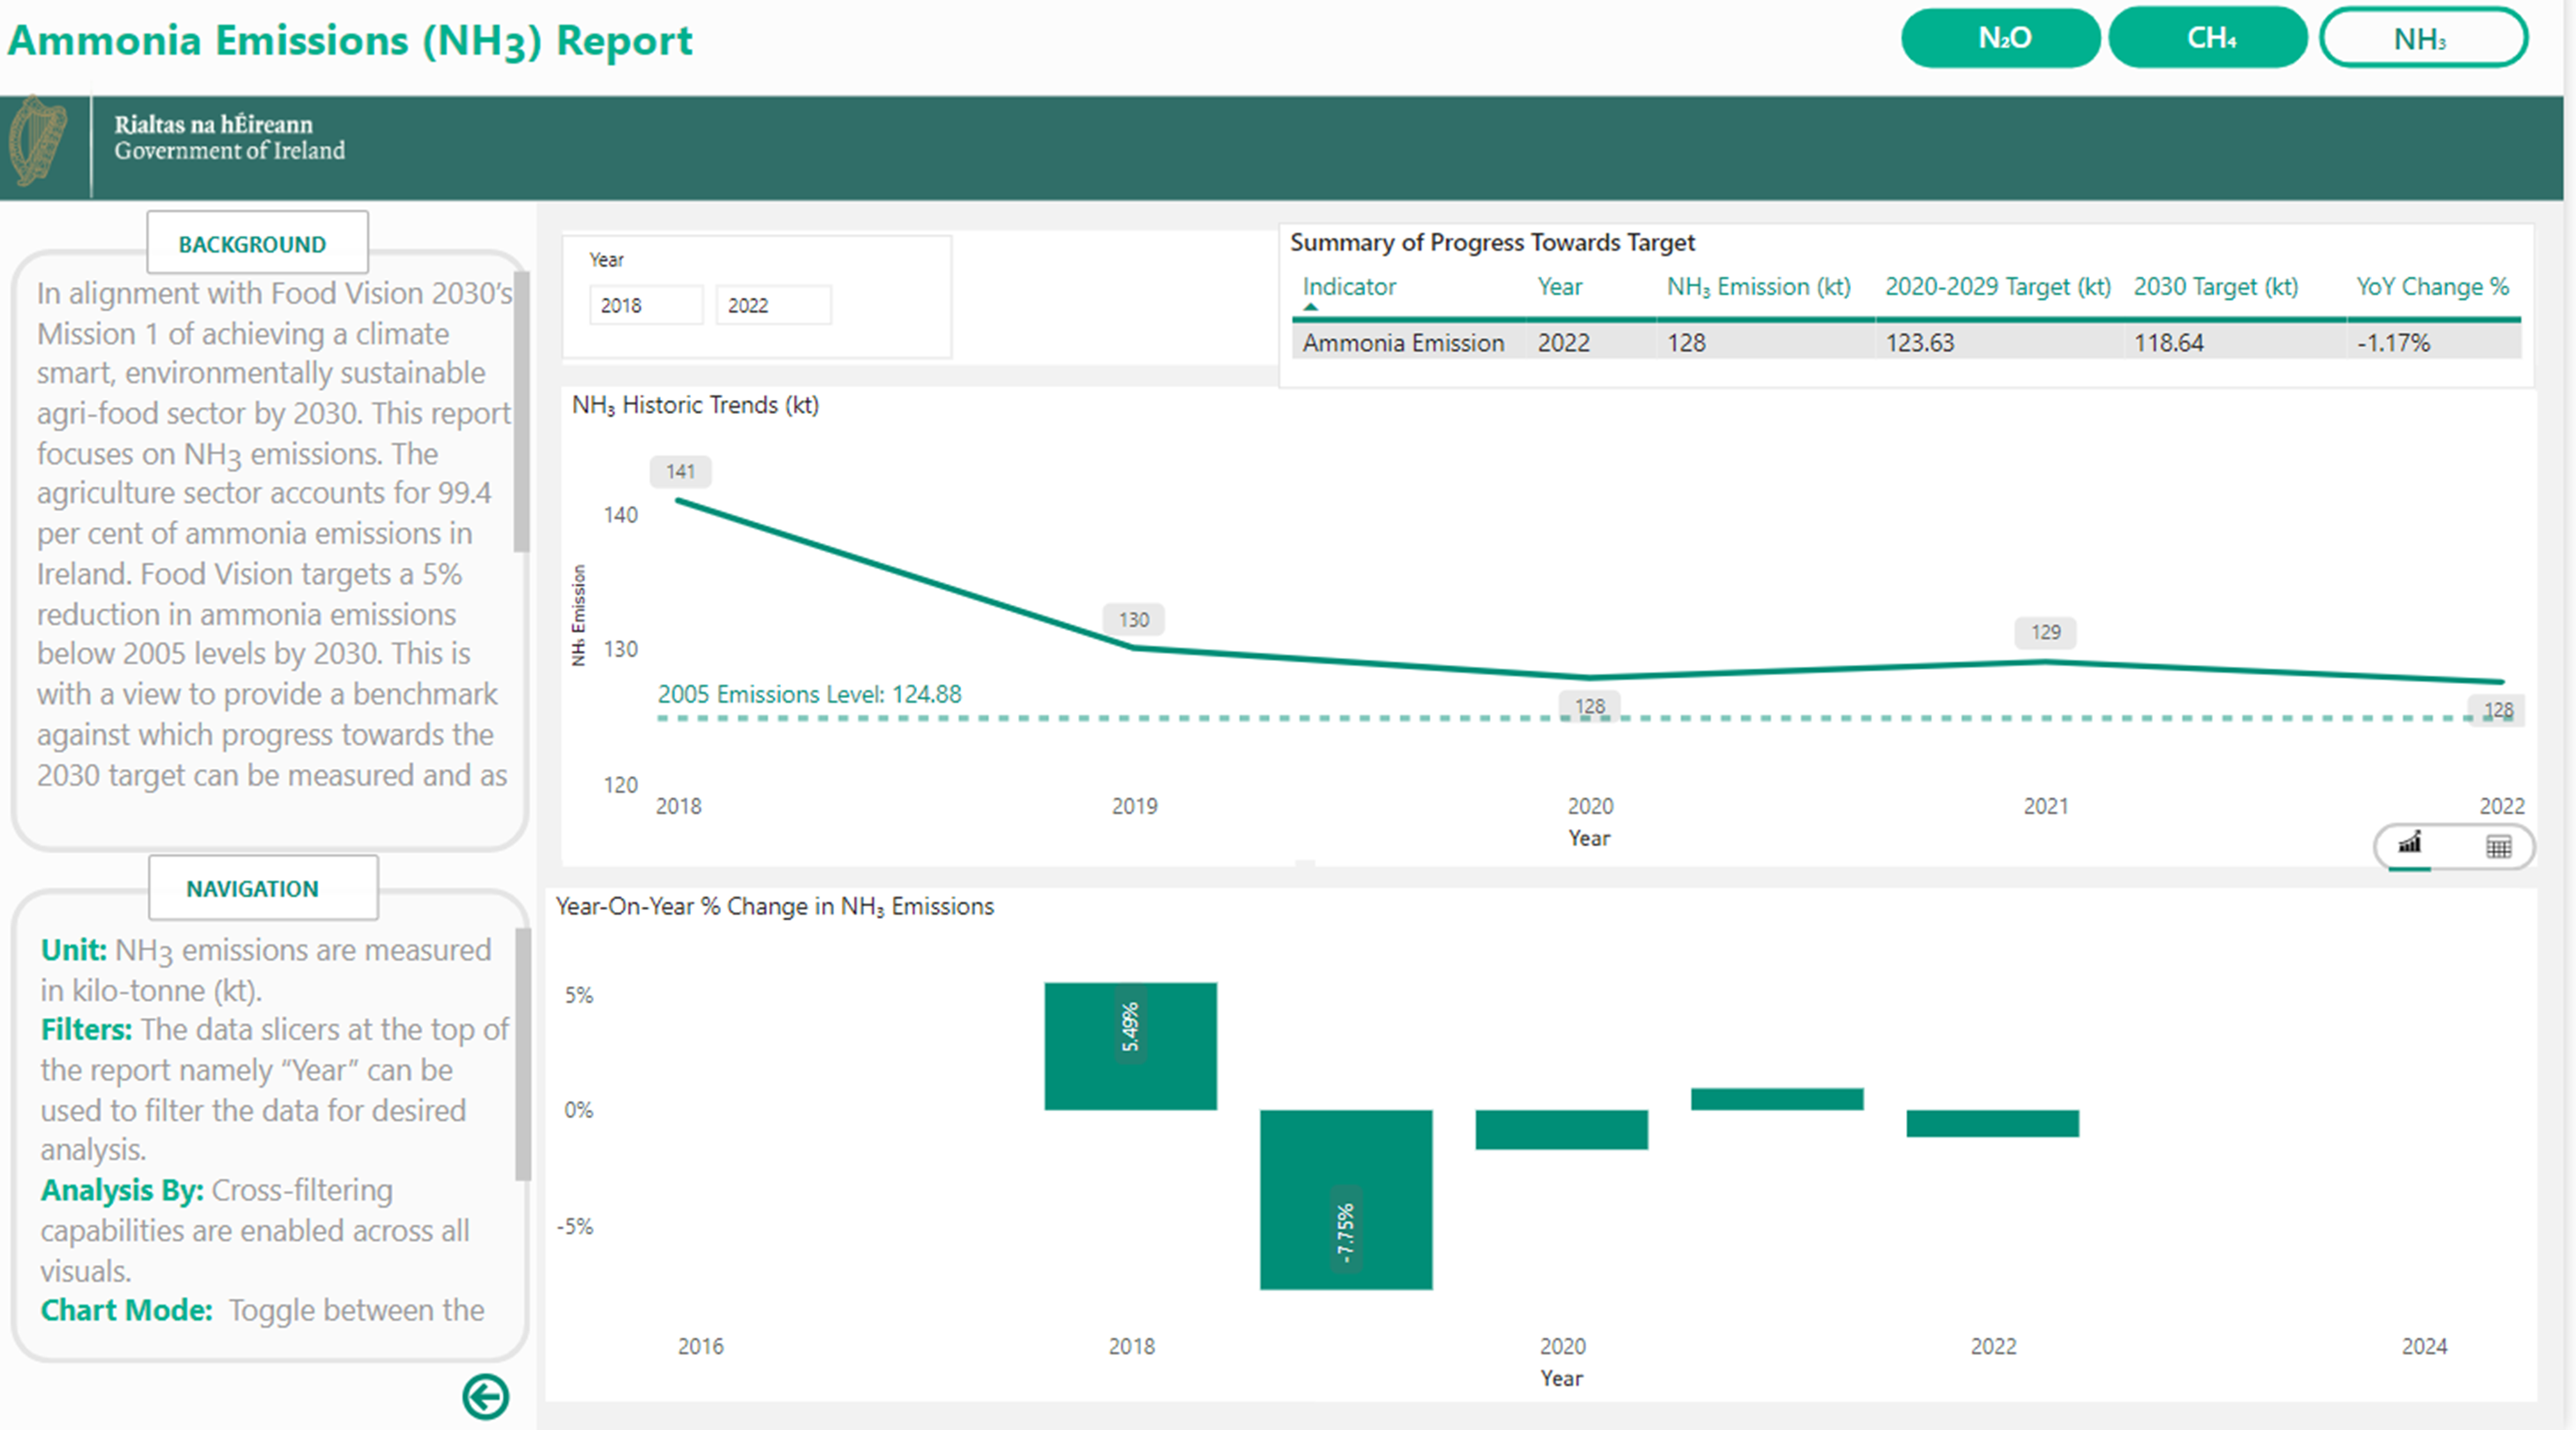 Ammonia Emissions (NH3) Report
N₂O
CH₄
NH₃
Rialtas na hÉireann
Government of Ireland
BACKGROUND
In alignment with Food Vision 2030's
Mission 1 of achieving a climate
smart, environmentally sustainable
agri-food sector by 2030. This report
focuses on NH3 emissions. The
agriculture sector accounts for 99.4
per cent of ammonia emissions in
Ireland. Food Vision targets a 5%
reduction in ammonia emissions
below 2005 levels by 2030. This is
with a view to provide a benchmark
against which progress towards the
2030 target can be measured and as
NAVIGATION
Unit: NH3 emissions are measured
in kilo-tonne (kt).
Filters: The data slicers at the top of
the report namely “Year” can be
used to filter the data for desired
analysis.
Analysis By: Cross-filtering
capabilities are enabled across all
visuals.
Chart Mode: Toggle between the
Year
2018 2022
Summary of Progress Towards Target
Indicator Year NH₃ Emission (kt) 2020-2029 Target (kt) 2030 Target (kt) YoY Change %
Ammonia Emission 2022 128 123.63 118.64 -1.17%
NH₃ Historic Trends (kt)
141
140
130
129
NH₃ Emission
130
2005 Emissions Level: 124.88
128
128
120
2018 2019 2020 2021 2022
Year
Year-On-Year % Change in NH₃ Emissions
5%
5.49%
0%
-5%
-7.75%
2016 2018 2020 2022 2024
Year